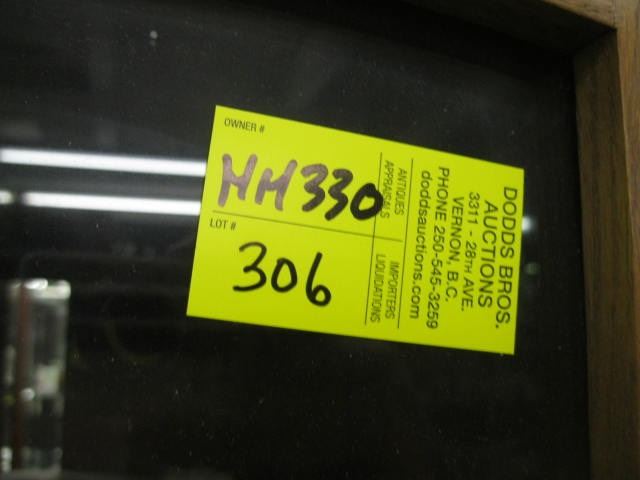 OWNER #
HM330
LOT #
306
ANTIQUES
APPRAISALS
IMPORTERS
LIQUIDATIONS
DODDS BROS.
AUCTIONS
3311 - 28TH AVE.
VERNON, B.C.
PHONE 250-545-3259
doddsauctions.com